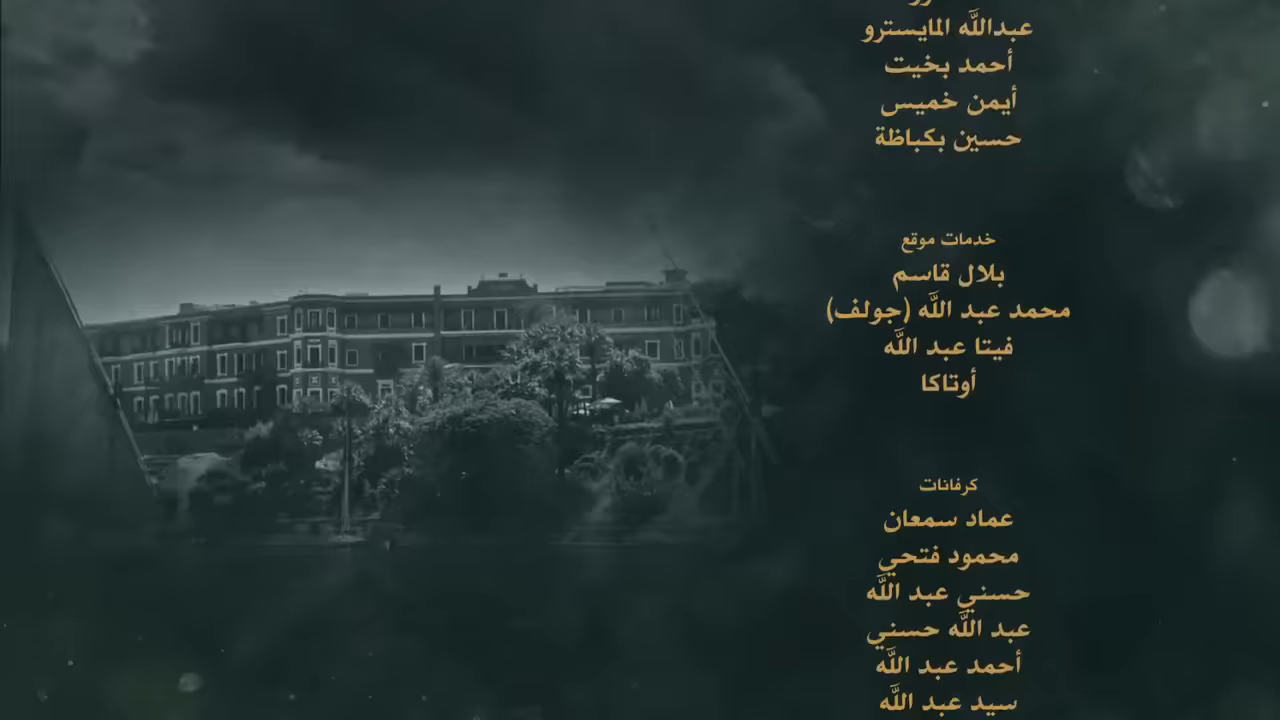 عبدالله المايسترو
أحمد بخيت
أيمن خميس
حسين بكباظة
خدمات موقع
بلال قاسم
محمد عبد الله (جولف)
فيتا عبد الله
أوتاكا
كرفانات
عماد سمعان
محمود فتحي
حسني عبد الله
عبد الله حسني
أحمد عبد الله
سيد عبد الله